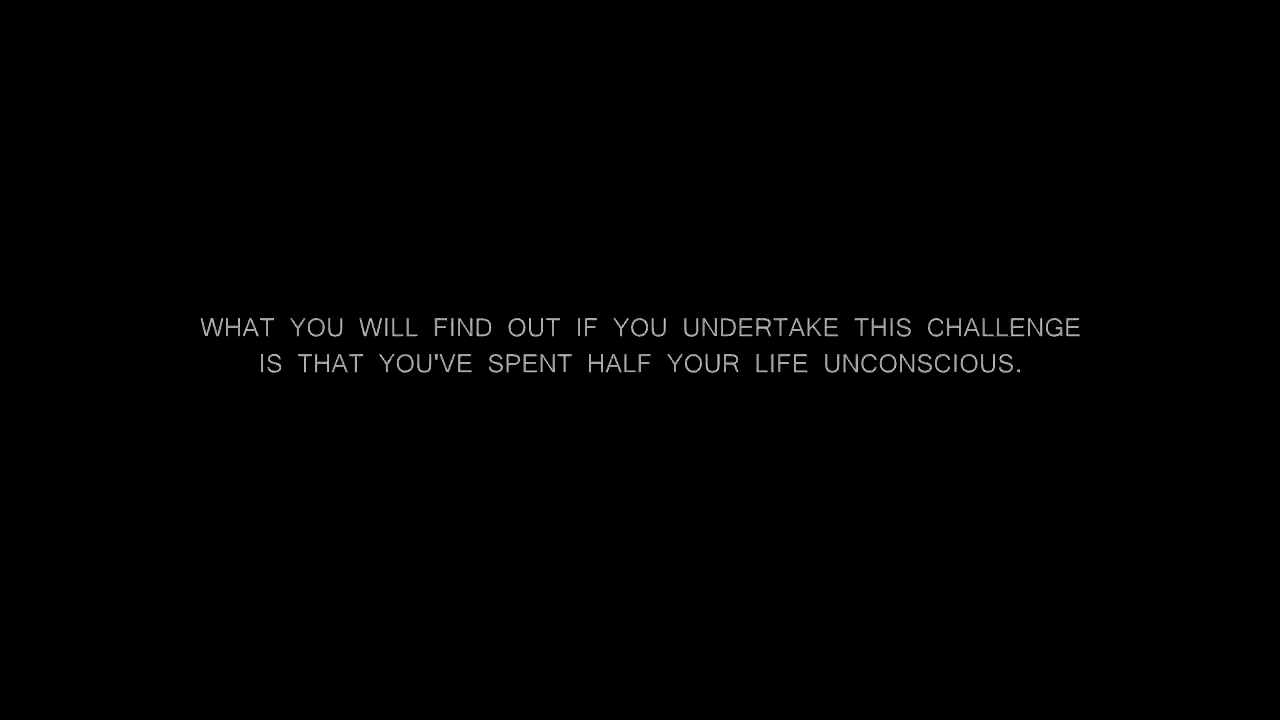 WHAT YOU WILL FIND OUT IF YOU UNDERTAKE THIS CHALLENGE
IS THAT YOU'VE SPENT HALF YOUR LIFE UNCONSCIOUS.